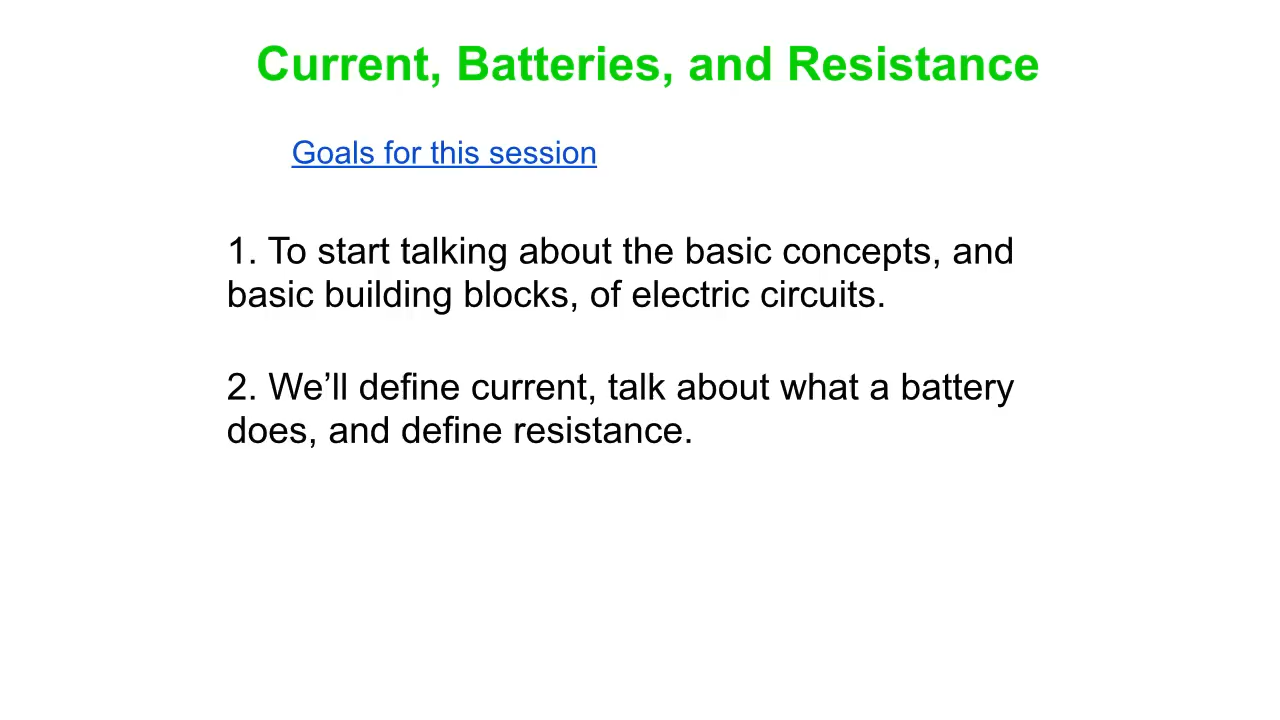 Current, Batteries, and Resistance
Goals for this session
1. To start talking about the basic concepts, and
basic building blocks, of electric circuits.
2. We’ll define current, talk about what a battery
does, and define resistance.